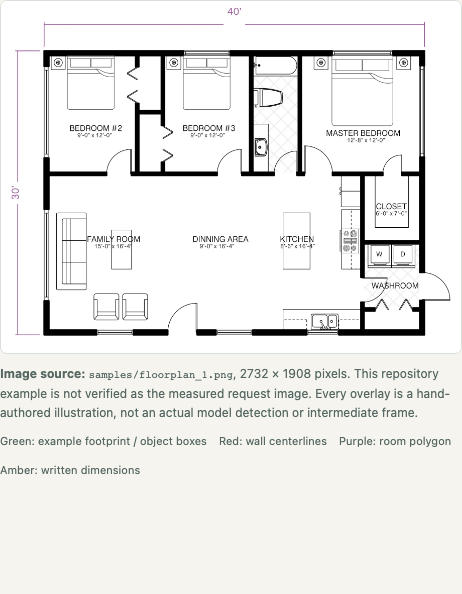 40'
30'
BEDROOM #2
9'-0" x 12'-0"
BEDROOM #3
9'-0" x 12'-0"
MASTER BEDROOM
12'-8" x 12'-0"
CLOSET
6'-0" x 7'-0"
FAMILY ROOM
15'-0" x 16'-4"
DINNING AREA
9'-0" x 16'-4"
KITCHEN
x 16'-4"
W D
WASHROOM
Image source: samples/floorplan_1.png, 2732 × 1908 pixels. This repository
example is not verified as the measured request image. Every overlay is a hand-
authored illustration, not an actual model detection or intermediate frame.
Green: example footprint / object boxes Red: wall centerlines Purple: room polygon
Amber: written dimensions